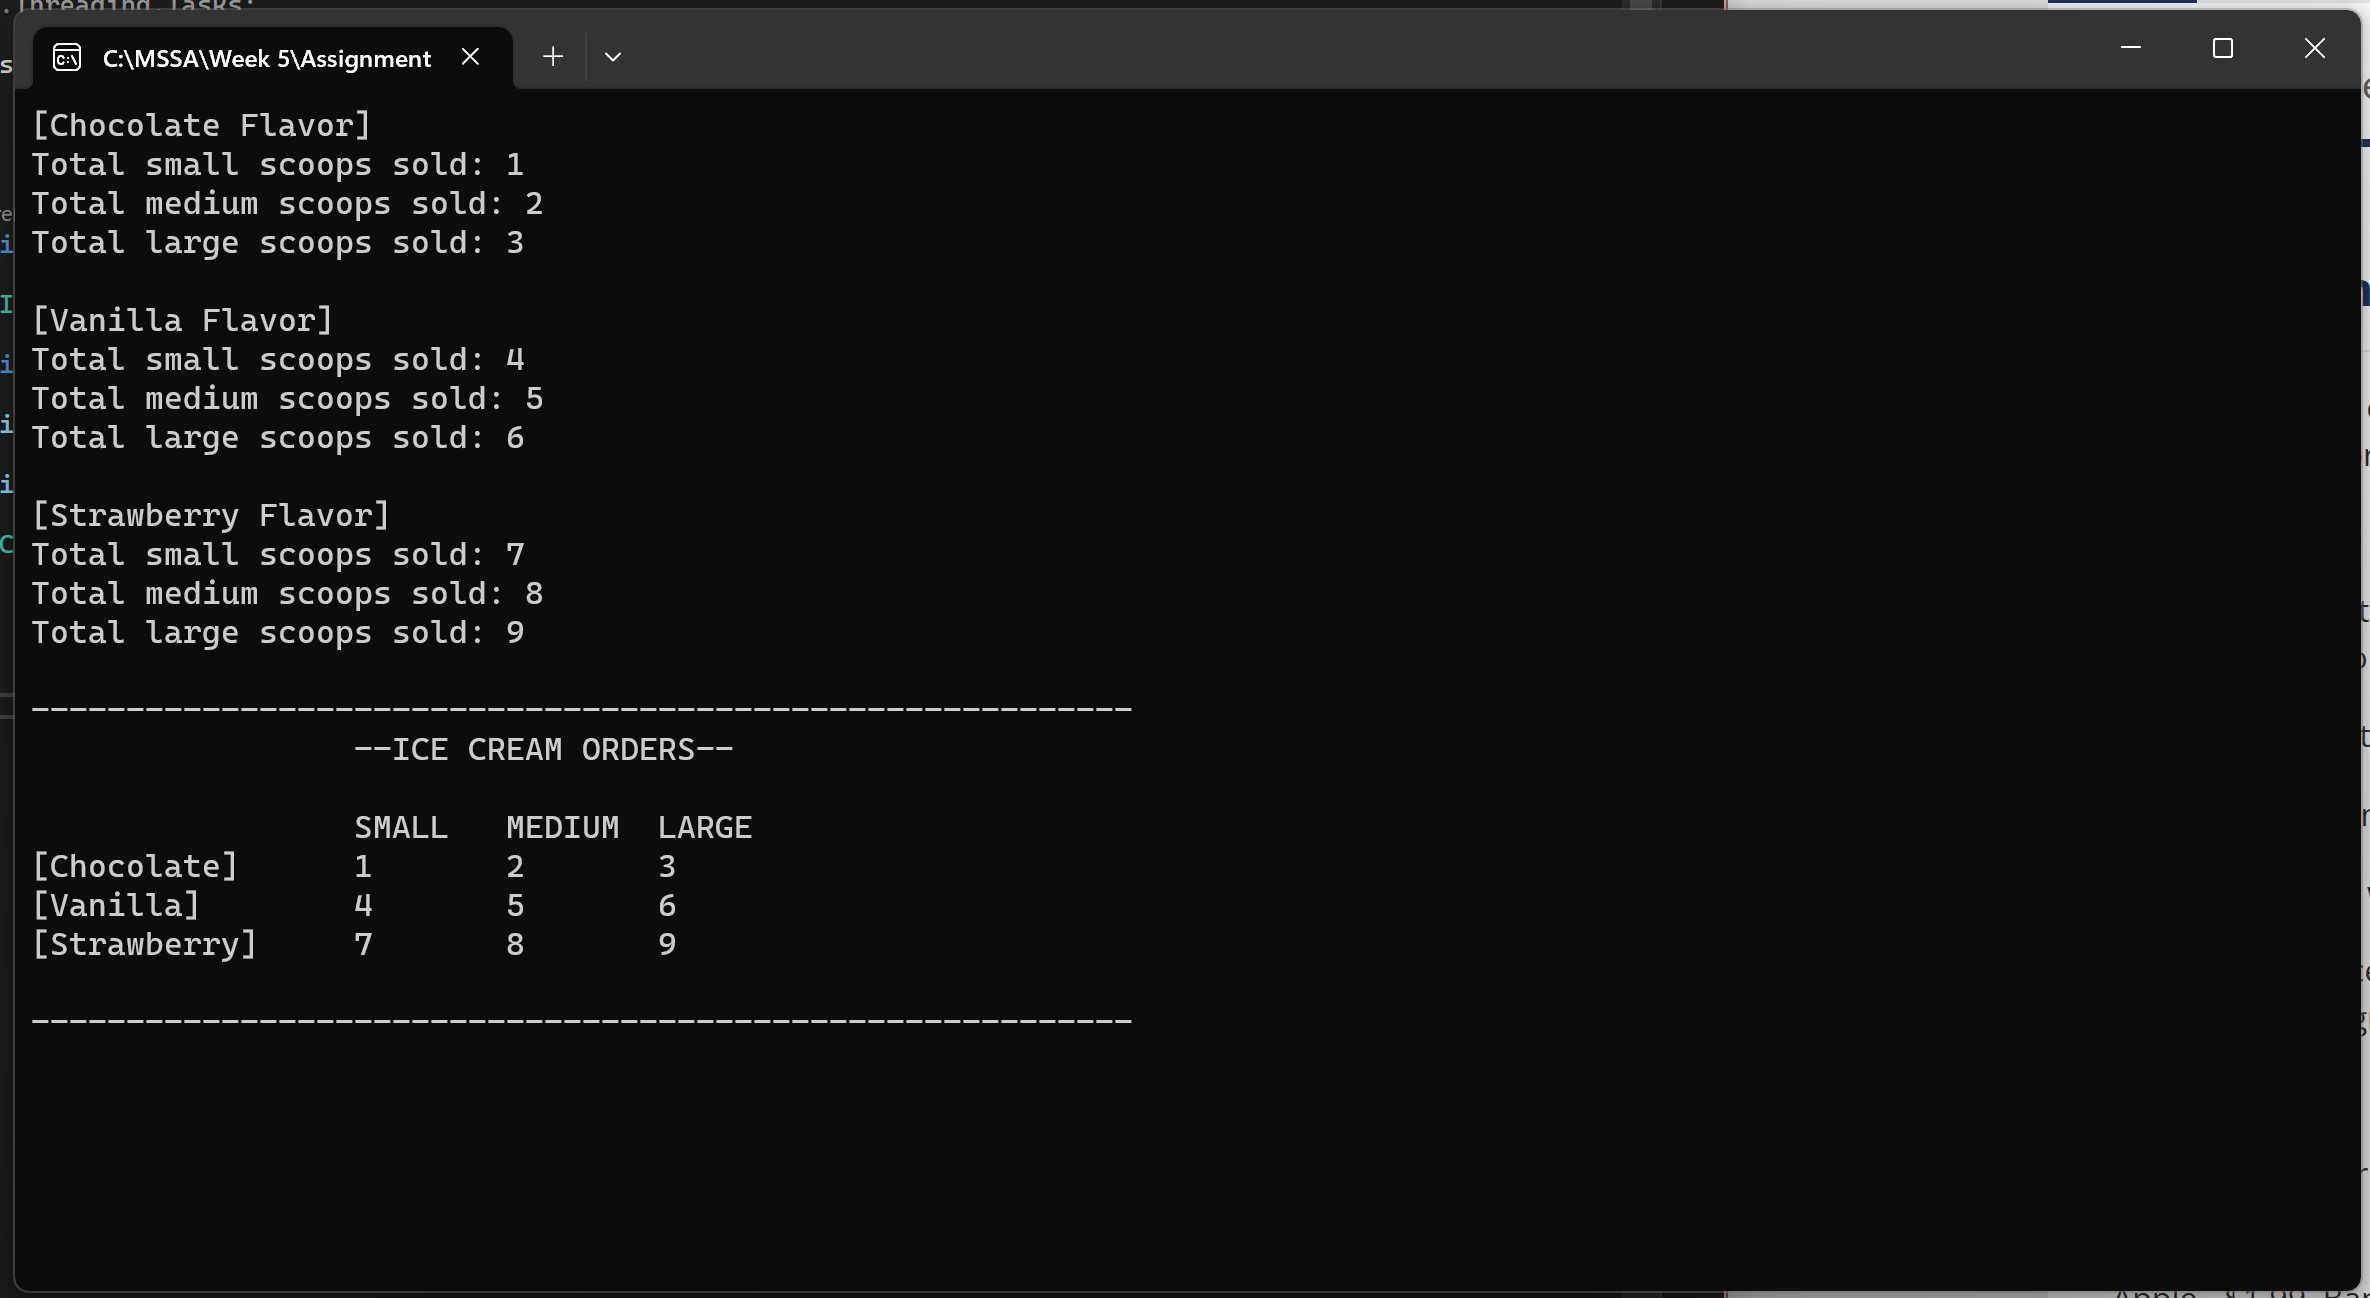 .Threading.Tasks;
C:\MSSA\Week 5\Assignment
[Chocolate Flavor]
Total small scoops sold: 1
Total medium scoops sold: 2
Total large scoops sold: 3
[Vanilla Flavor]
Total small scoops sold: 4
Total medium scoops sold: 5
Total large scoops sold: 6
[Strawberry Flavor]
Total small scoops sold: 7
Total medium scoops sold: 8
Total large scoops sold: 9
----------------------------------------------------------
--ICE CREAM ORDERS--
SMALL MEDIUM LARGE
[Chocolate] 1 2 3
[Vanilla] 4 5 6
[Strawberry] 7 8 9
----------------------------------------------------------